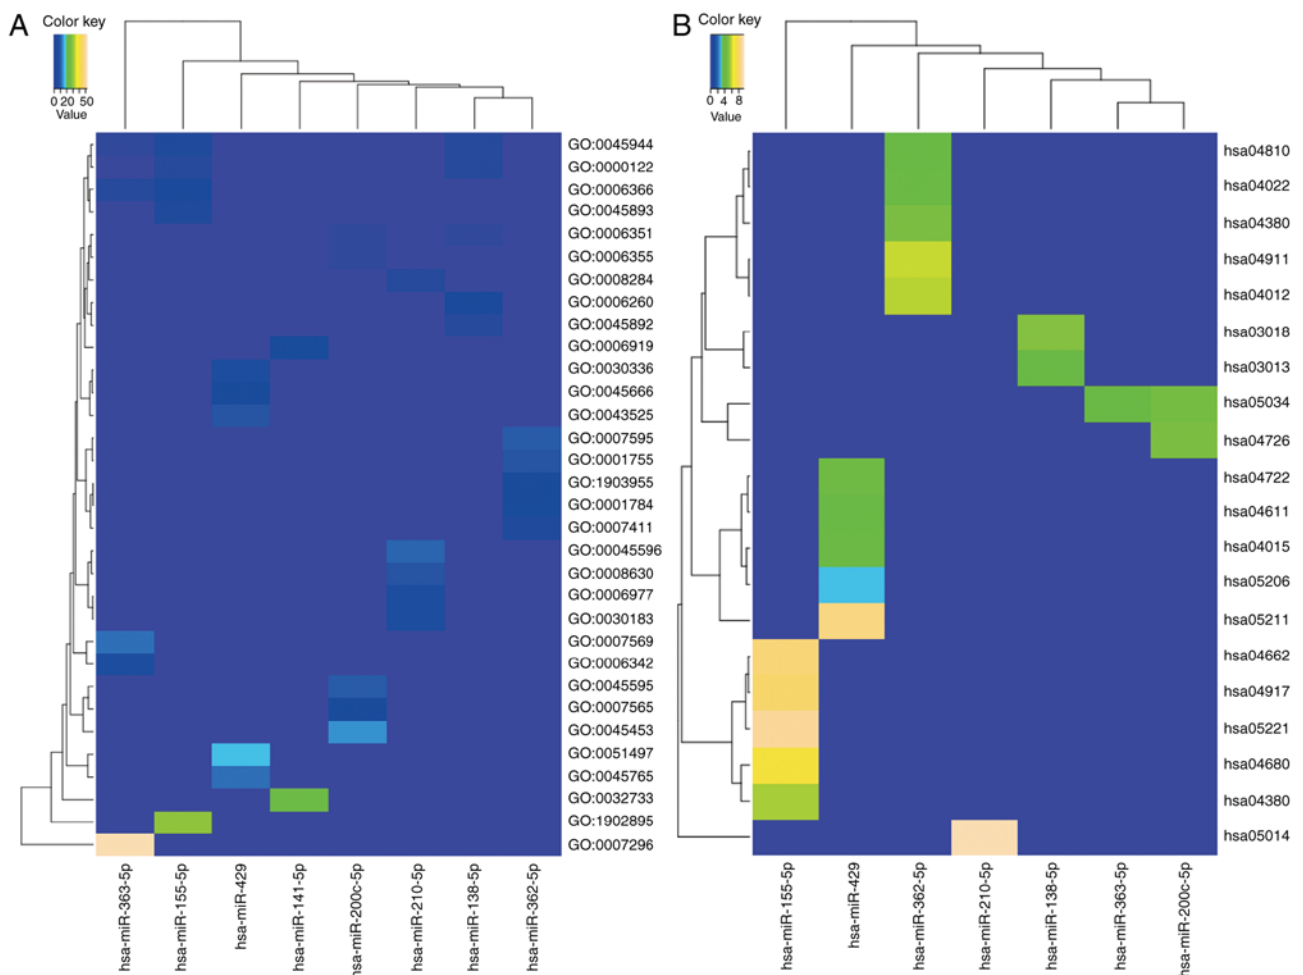 A
Color key
0 20 50
Value
GO:0045944
GO:0000122
GO:0006366
GO:0045893
GO:0006351
GO:0006355
GO:0008284
GO:0006260
GO:0045892
GO:0006919
GO:0030336
GO:0045666
GO:0043525
GO:0007595
GO:0001755
GO:1903955
GO:0001784
GO:0007411
GO:00045596
GO:0008630
GO:0006977
GO:0030183
GO:0007569
GO:0006342
GO:0045595
GO:0007565
GO:0045453
GO:0051497
GO:0045765
GO:0032733
GO:1902895
GO:0007296
hsa-miR-363-5p
hsa-miR-155-5p
hsa-miR-429
hsa-miR-141-5p
hsa-miR-200c-5p
hsa-miR-210-5p
hsa-miR-138-5p
hsa-miR-362-5p
B
Color key
0 4 8
Value
hsa04810
hsa04022
hsa04380
hsa04911
hsa04012
hsa03018
hsa03013
hsa05034
hsa04726
hsa04722
hsa04611
hsa04015
hsa05206
hsa05211
hsa04662
hsa04917
hsa05221
hsa04680
hsa04380
hsa05014
hsa-miR-155-5p
hsa-miR-429
hsa-miR-362-5p
hsa-miR-210-5p
hsa-miR-138-5p
hsa-miR-363-5p
hsa-miR-200c-5p